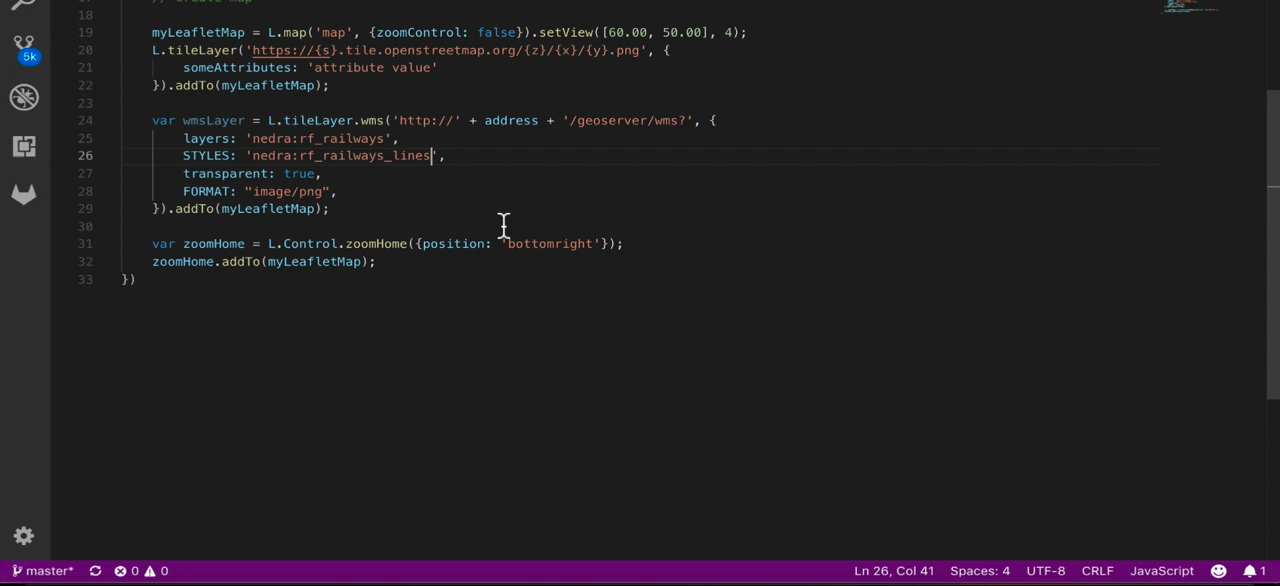 17 // Create map
18
19 myLeafletMap = L.map('map', {zoomControl: false}).setView([60.00, 50.00], 4);
20 L.tileLayer('https://{s}.tile.openstreetmap.org/{z}/{x}/{y}.png', {
21 someAttributes: 'attribute value'
22 }).addTo(myLeafletMap);
23
24 var wmsLayer = L.tileLayer.wms('http://' + address + '/geoserver/wms?', {
25 layers: 'nedra:rf_railways',
26 STYLES: 'nedra:rf_railways_lines',
27 transparent: true,
28 FORMAT: "image/png",
29 }).addTo(myLeafletMap);
30
31 var zoomHome = L.Control.zoomHome({position: 'bottomright'});
32 zoomHome.addTo(myLeafletMap);
33 })
5k
master* 0 0 Ln 26, Col 41 Spaces: 4 UTF-8 CRLF JavaScript 1